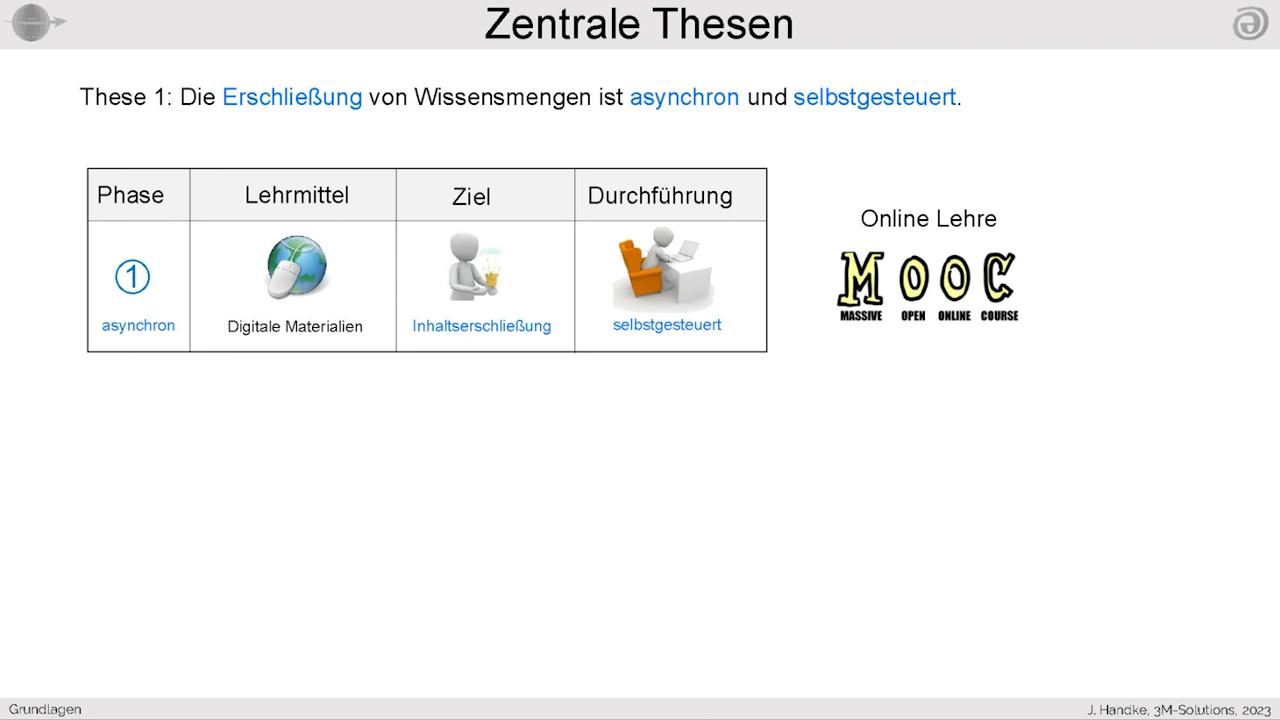 Zentrale Thesen
These 1: Die Erschließung von Wissensmengen ist asynchron und selbstgesteuert.
Phase Lehrmittel Ziel Durchführung
1
asynchron Digitale Materialien Inhaltserschließung selbstgesteuert
Online Lehre
MOOC
MASSIVE OPEN ONLINE COURSE
Grundlagen
J. Handke, 3M-Solutions, 2023